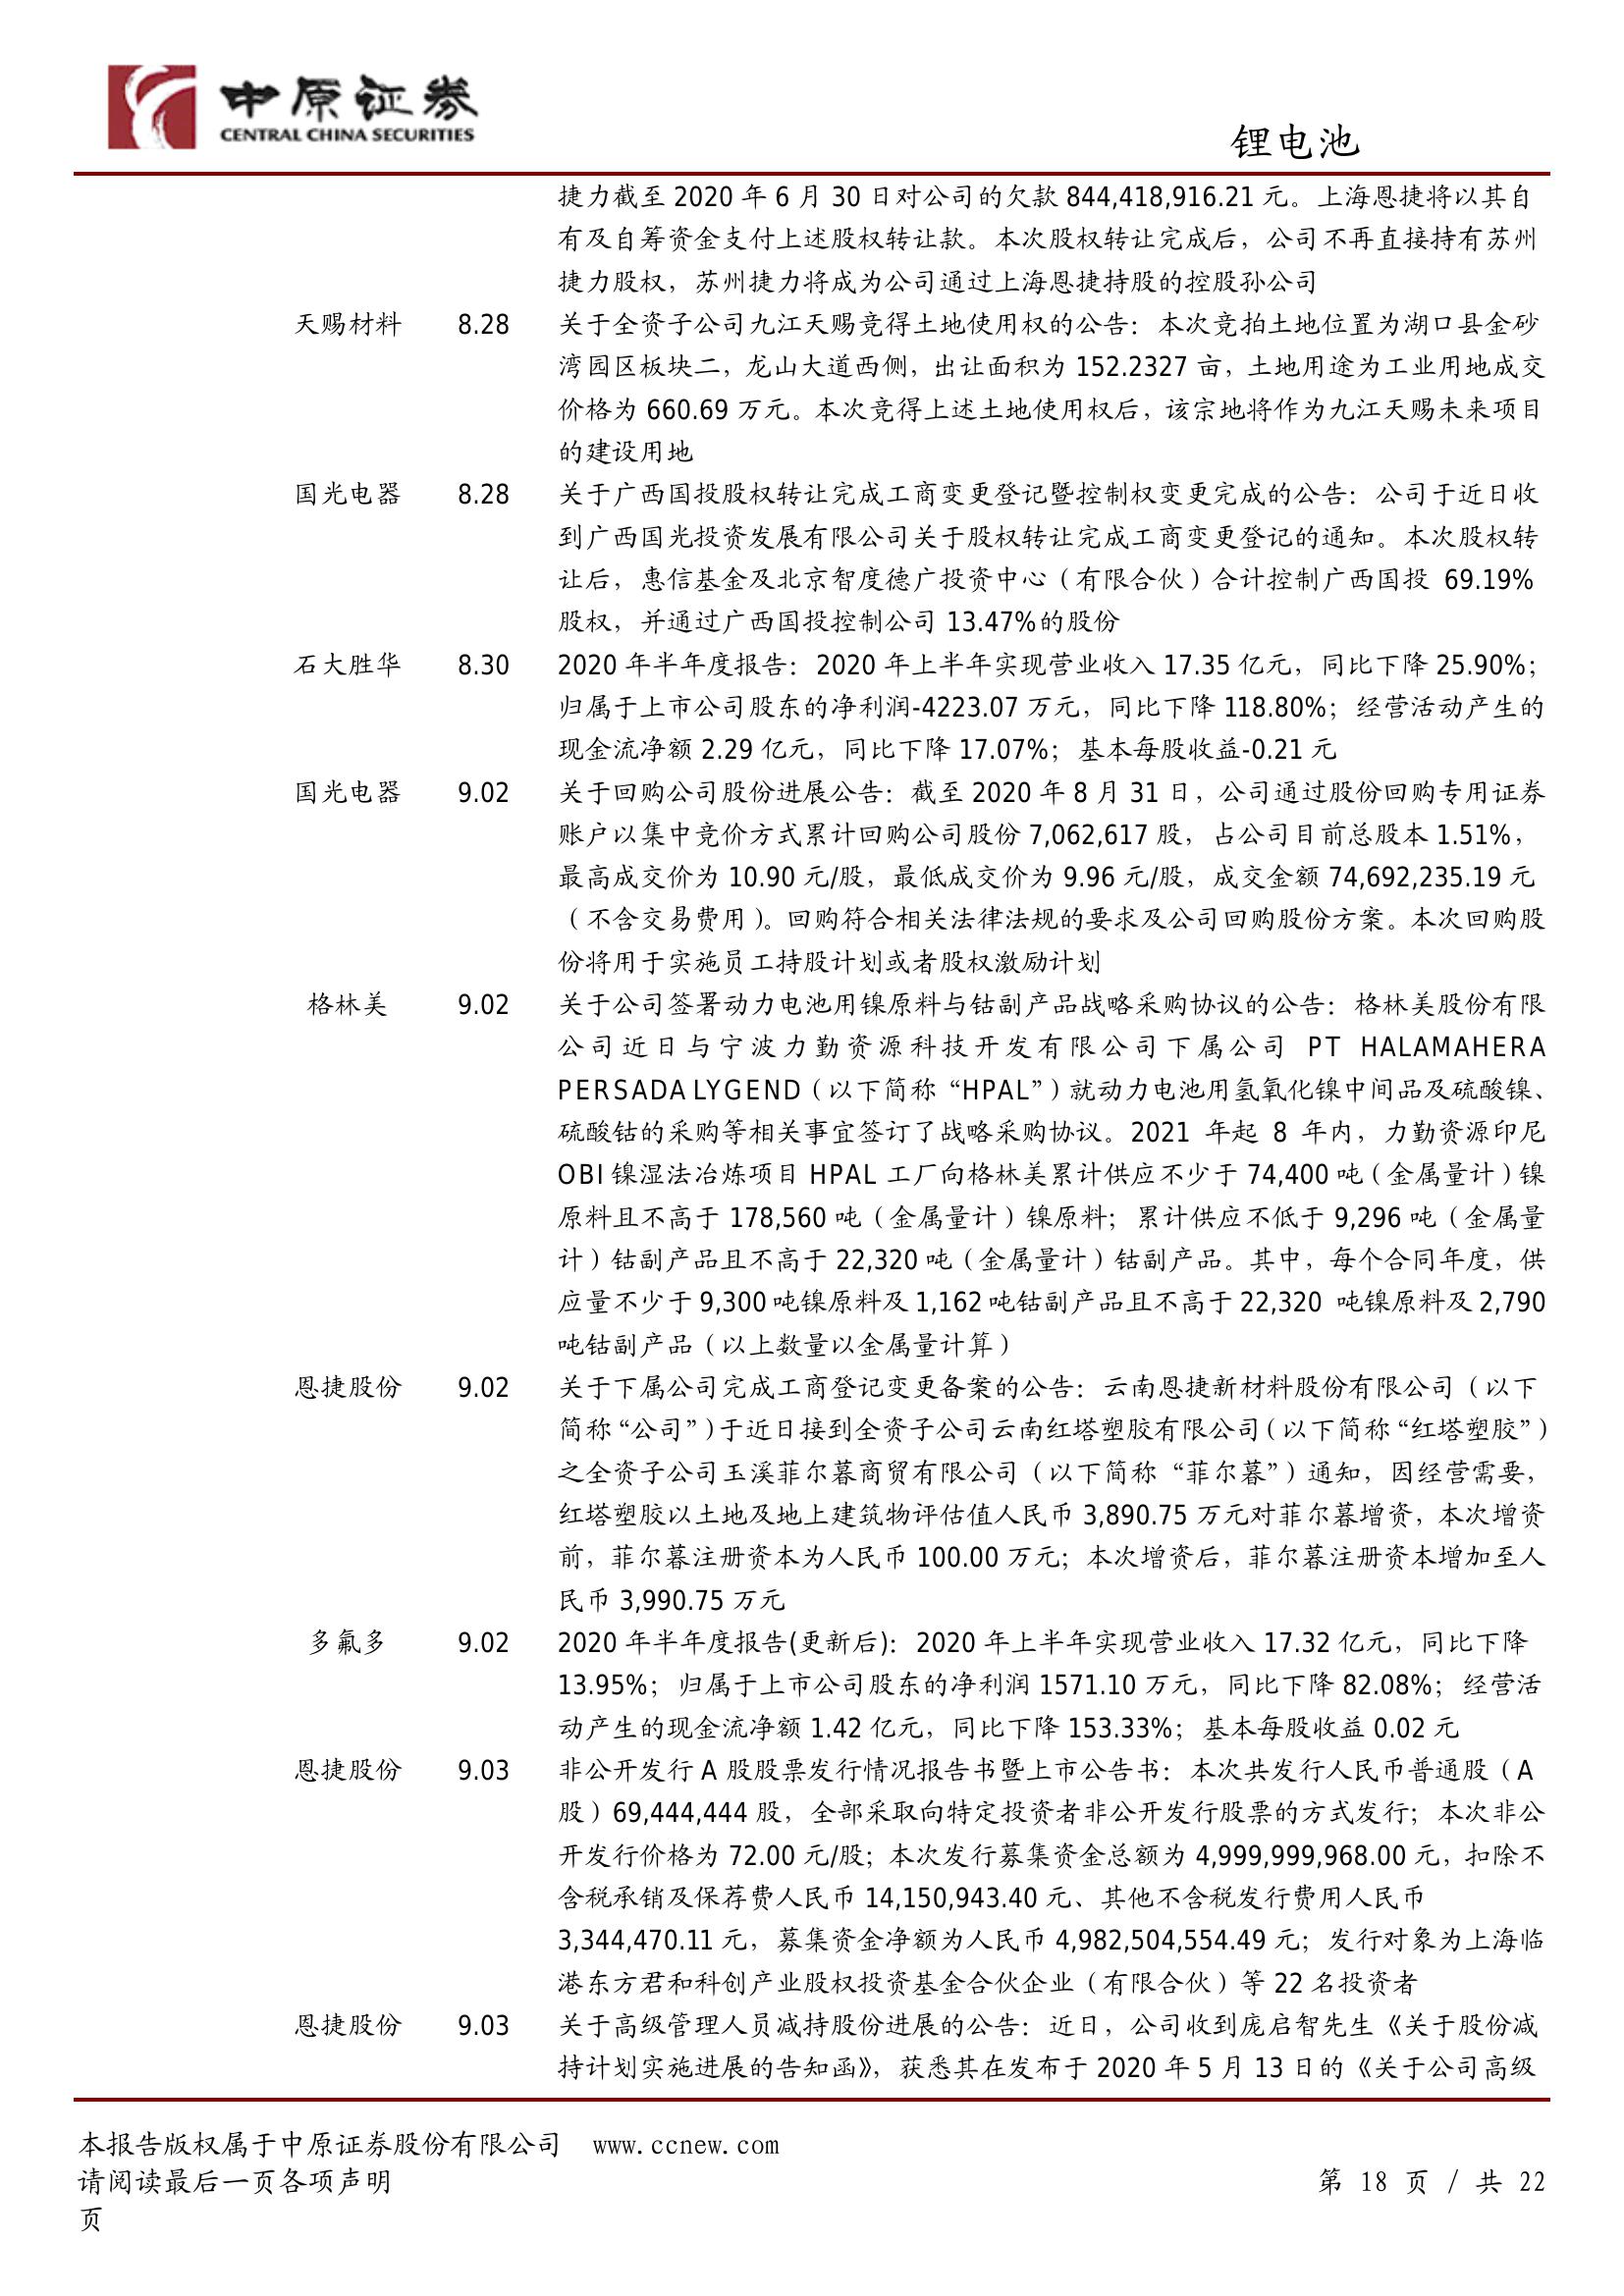 中原证券
CENTRAL CHINA SECURITIES
锂电池
捷力截至 2020 年 6 月 30 日对公司的欠款 844,418,916.21 元。上海恩捷将以其自
有及自筹资金支付上述股权转让款。本次股权转让完成后，公司不再直接持有苏州
捷力股权，苏州捷力将成为公司通过上海恩捷持股的控股孙公司
天赐材料 8.28 关于全资子公司九江天赐竞得土地使用权的公告：本次竞拍土地位置为湖口县金砂
湾园区板块二，龙山大道西侧，出让面积为 152.2327 亩，土地用途为工业用地成交
价格为 660.69 万元。本次竞得上述土地使用权后，该宗地将作为九江天赐未来项目
的建设用地
国光电器 8.28 关于广西国投股权转让完成工商变更登记暨控制权变更完成的公告：公司于近日收
到广西国光投资发展有限公司关于股权转让完成工商变更登记的通知。本次股权转
让后，惠信基金及北京智度德广投资中心（有限合伙）合计控制广西国投 69.19%
股权，并通过广西国投控制公司 13.47%的股份
石大胜华 8.30 2020 年半年度报告：2020 年上半年实现营业收入 17.35 亿元，同比下降 25.90%；
归属于上市公司股东的净利润-4223.07 万元，同比下降 118.80%；经营活动产生的
现金流净额 2.29 亿元，同比下降 17.07%；基本每股收益-0.21 元
国光电器 9.02 关于回购公司股份进展公告：截至 2020 年 8 月 31 日，公司通过股份回购专用证券
账户以集中竞价方式累计回购公司股份 7,062,617 股，占公司目前总股本 1.51%，
最高成交价为 10.90 元/股，最低成交价为 9.96 元/股，成交金额 74,692,235.19 元
（不含交易费用）。回购符合相关法律法规的要求及公司回购股份方案。本次回购股
份将用于实施员工持股计划或者股权激励计划
格林美 9.02 关于公司签署动力电池用镍原料与钴副产品战略采购协议的公告：格林美股份有限
公司近日与宁波力勤资源科技开发有限公司下属公司 PT HALAMAHERA
PERSADA LYGEND（以下简称“HPAL”）就动力电池用氢氧化镍中间品及硫酸镍、
硫酸钴的采购等相关事宜签订了战略采购协议。2021 年起 8 年内，力勤资源印尼
OBI 镍湿法冶炼项目 HPAL 工厂向格林美累计供应不少于 74,400 吨（金属量计）镍
原料且不高于 178,560 吨（金属量计）镍原料；累计供应不低于 9,296 吨（金属量
计）钴副产品且不高于 22,320 吨（金属量计）钴副产品。其中，每个合同年度，供
应量不少于 9,300 吨镍原料及 1,162 吨钴副产品且不高于 22,320 吨镍原料及 2,790
吨钴副产品（以上数量以金属量计算）
恩捷股份 9.02 关于下属公司完成工商登记变更备案的公告：云南恩捷新材料股份有限公司（以下
简称“公司”）于近日接到全资子公司云南红塔塑胶有限公司（以下简称“红塔塑胶”）
之全资子公司玉溪菲尔暮商贸有限公司（以下简称“菲尔暮”）通知，因经营需要，
红塔塑胶以土地及地上建筑物评估值人民币 3,890.75 万元对菲尔暮增资，本次增资
前，菲尔暮注册资本为人民币 100.00 万元；本次增资后，菲尔暮注册资本增加至人
民币 3,990.75 万元
多氟多 9.02 2020 年半年度报告(更新后)：2020 年上半年实现营业收入 17.32 亿元，同比下降
13.95%；归属于上市公司股东的净利润 1571.10 万元，同比下降 82.08%；经营活
动产生的现金流净额 1.42 亿元，同比下降 153.33%；基本每股收益 0.02 元
恩捷股份 9.03 非公开发行 A 股股票发行情况报告书暨上市公告书：本次共发行人民币普通股（A
股）69,444,444 股，全部采取向特定投资者非公开发行股票的方式发行；本次非公
开发行价格为 72.00 元/股；本次发行募集资金总额为 4,999,999,968.00 元，扣除不
含税承销及保荐费人民币 14,150,943.40 元、其他不含税发行费用人民币
3,344,470.11 元，募集资金净额为人民币 4,982,504,554.49 元；发行对象为上海临
港东方君和科创产业股权投资基金合伙企业（有限合伙）等 22 名投资者
恩捷股份 9.03 关于高级管理人员减持股份进展的公告：近日，公司收到庞启智先生《关于股份减
持计划实施进展的告知函》，获悉其在发布于 2020 年 5 月 13 日的《关于公司高级
本报告版权属于中原证券股份有限公司 www.ccnew.com
请阅读最后一页各项声明 第 18 页 / 共 22
页